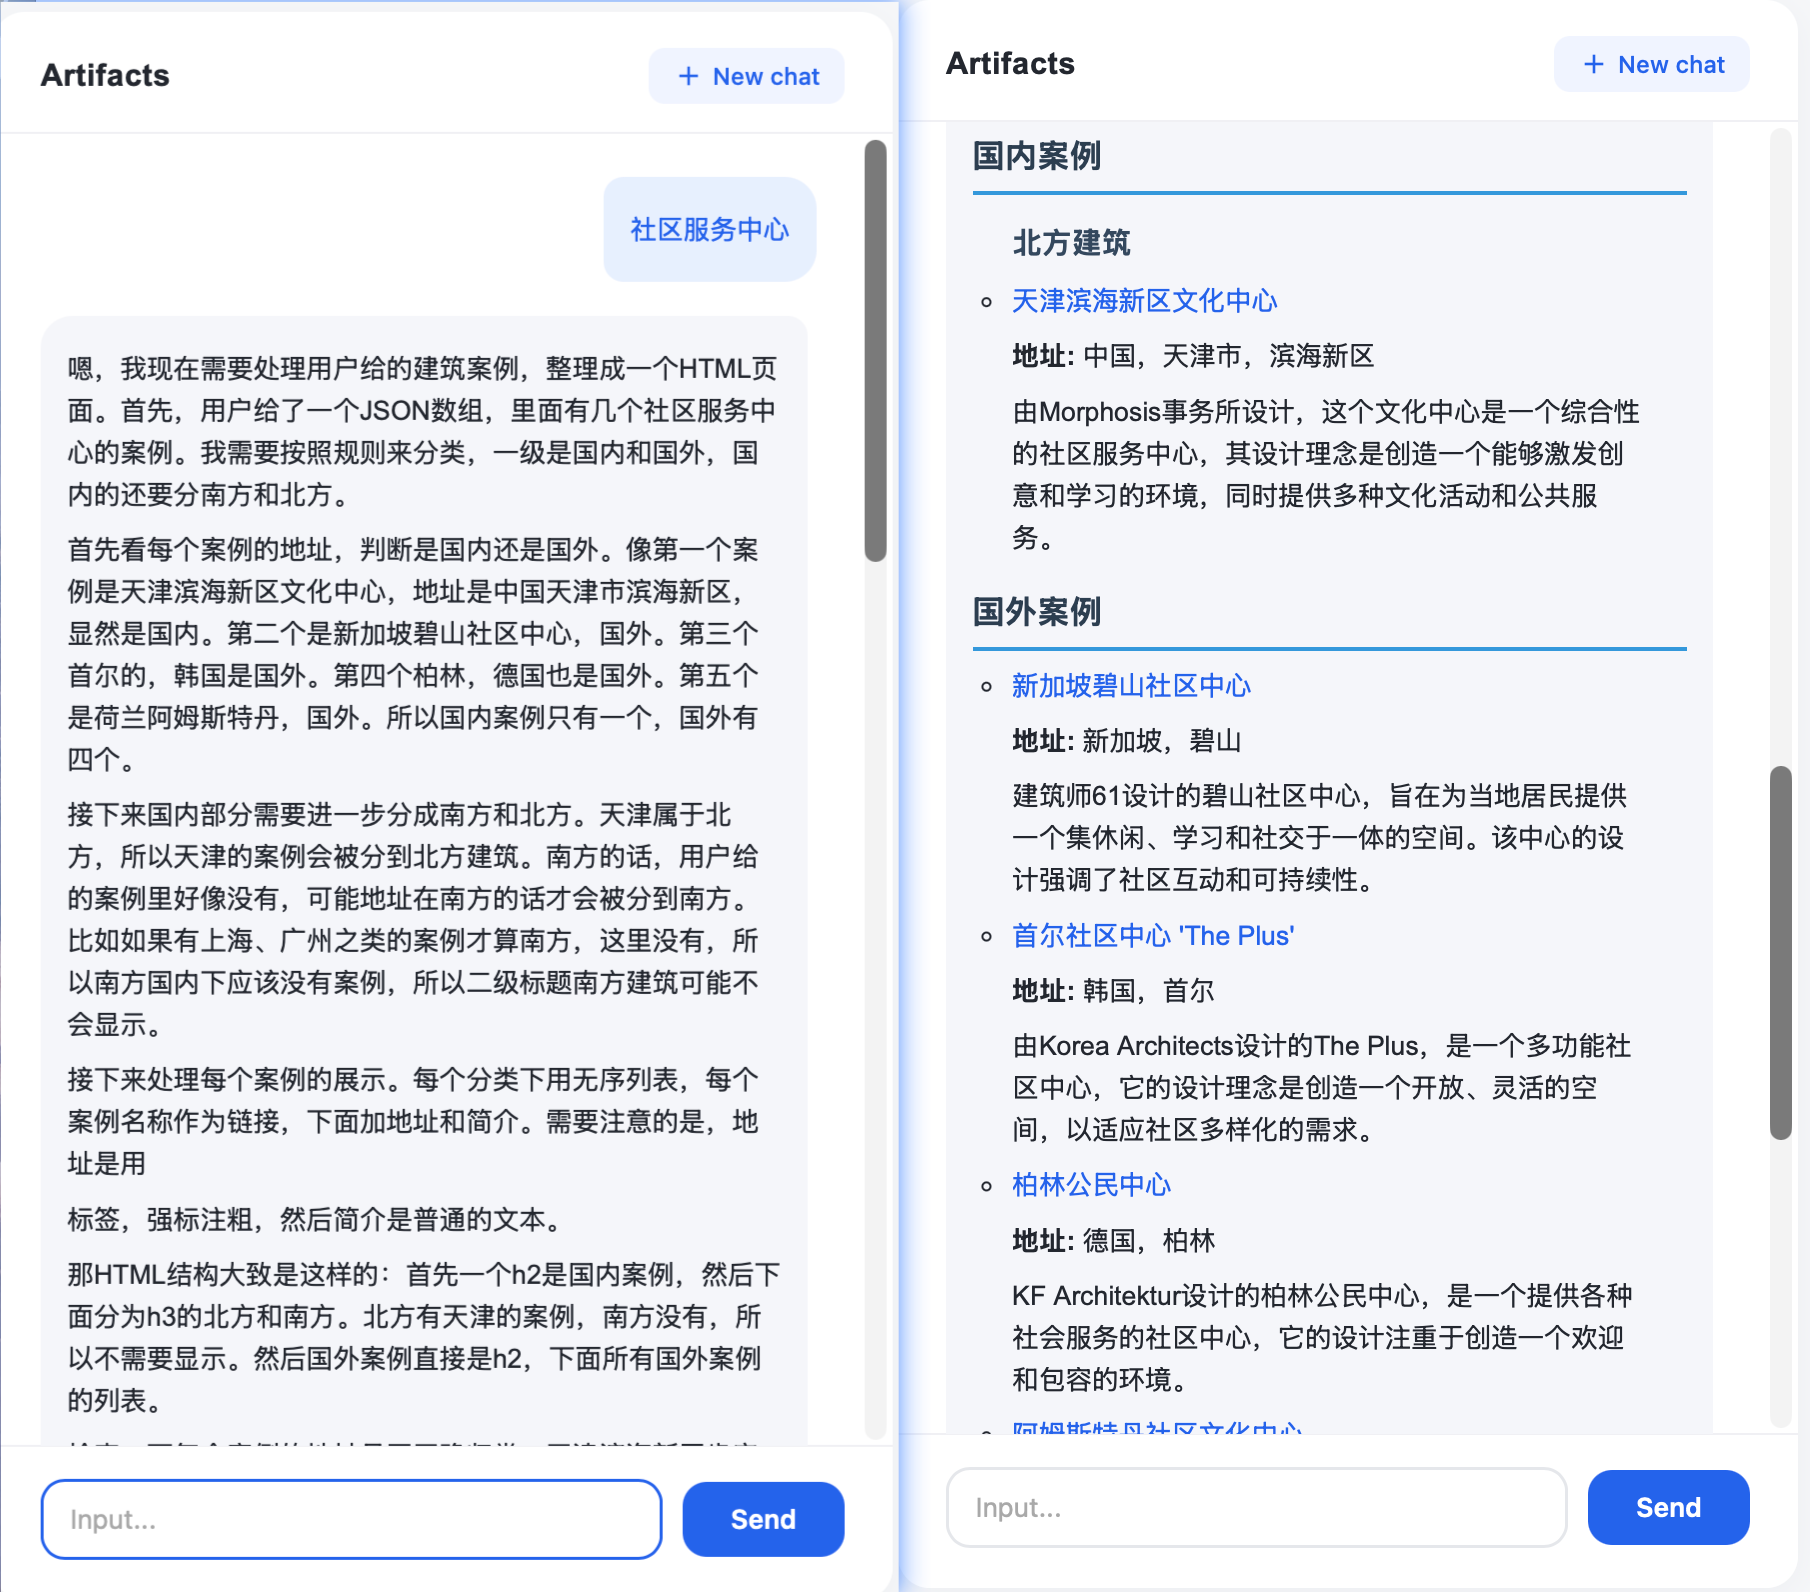 Artifacts
+ New chat
社区服务中心
嗯，我现在需要处理用户给的建筑案例，整理成一个HTML页
面。首先，用户给了一个JSON数组，里面有几个社区服务中
心的案例。我需要按照规则来分类，一级是国内和国外，国
内的还要分南方和北方。
首先看每个案例的地址，判断是国内还是国外。像第一个案
例是天津滨海新区文化中心，地址是中国天津市滨海新区，
显然是国内。第二个是新加坡碧山社区中心，国外。第三个
首尔的，韩国是国外。第四个柏林，德国也是国外。第五个
是荷兰阿姆斯特丹，国外。所以国内案例只有一个，国外有
四个。
接下来国内部分需要进一步分成南方和北方。天津属于北
方，所以天津的案例会被分到北方建筑。南方的话，用户给
的案例里好像没有，可能地址在南方的话才会被分到南方。
比如如果有上海、广州之类的案例才算南方，这里没有，所
以南方国内下应该没有案例，所以二级标题南方建筑可能不
会显示。
接下来处理每个案例的展示。每个分类下用无序列表，每个
案例名称作为链接，下面加地址和简介。需要注意的是，地
址是用
标签，强标注粗，然后简介是普通的文本。
那HTML结构大致是这样的：首先一个h2是国内案例，然后下
面分为h3的北方和南方。北方有天津的案例，南方没有，所
以不需要显示。然后国外案例直接是h2，下面所有国外案例
的列表。
Input...
Send
Artifacts
+ New chat
国内案例
北方建筑
天津滨海新区文化中心
地址: 中国，天津市，滨海新区
由Morphosis事务所设计，这个文化中心是一个综合性
的社区服务中心，其设计理念是创造一个能够激发创
意和学习的环境，同时提供多种文化活动和公共服
务。
国外案例
新加坡碧山社区中心
地址: 新加坡，碧山
建筑师61设计的碧山社区中心，旨在为当地居民提供
一个集休闲、学习和社交于一体的空间。该中心的设
计强调了社区互动和可持续性。
首尔社区中心 'The Plus'
地址: 韩国，首尔
由Korea Architects设计的The Plus，是一个多功能社
区中心，它的设计理念是创造一个开放、灵活的空
间，以适应社区多样化的需求。
柏林公民中心
地址: 德国，柏林
KF Architektur设计的柏林公民中心，是一个提供各种
社会服务的社区中心，它的设计注重于创造一个欢迎
和包容的环境。
阿姆斯特丹社区文化中心
Input...
Send